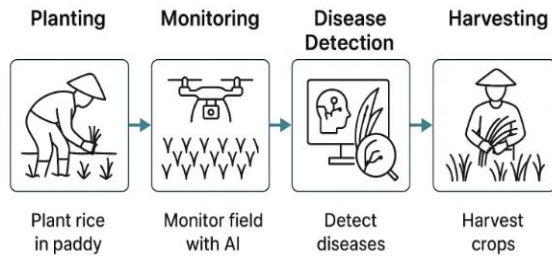 Planting
Monitoring
Disease
Detection
Harvesting
Plant rice
in paddy
Monitor field
with AI
Detect
diseases
Harvest
crops